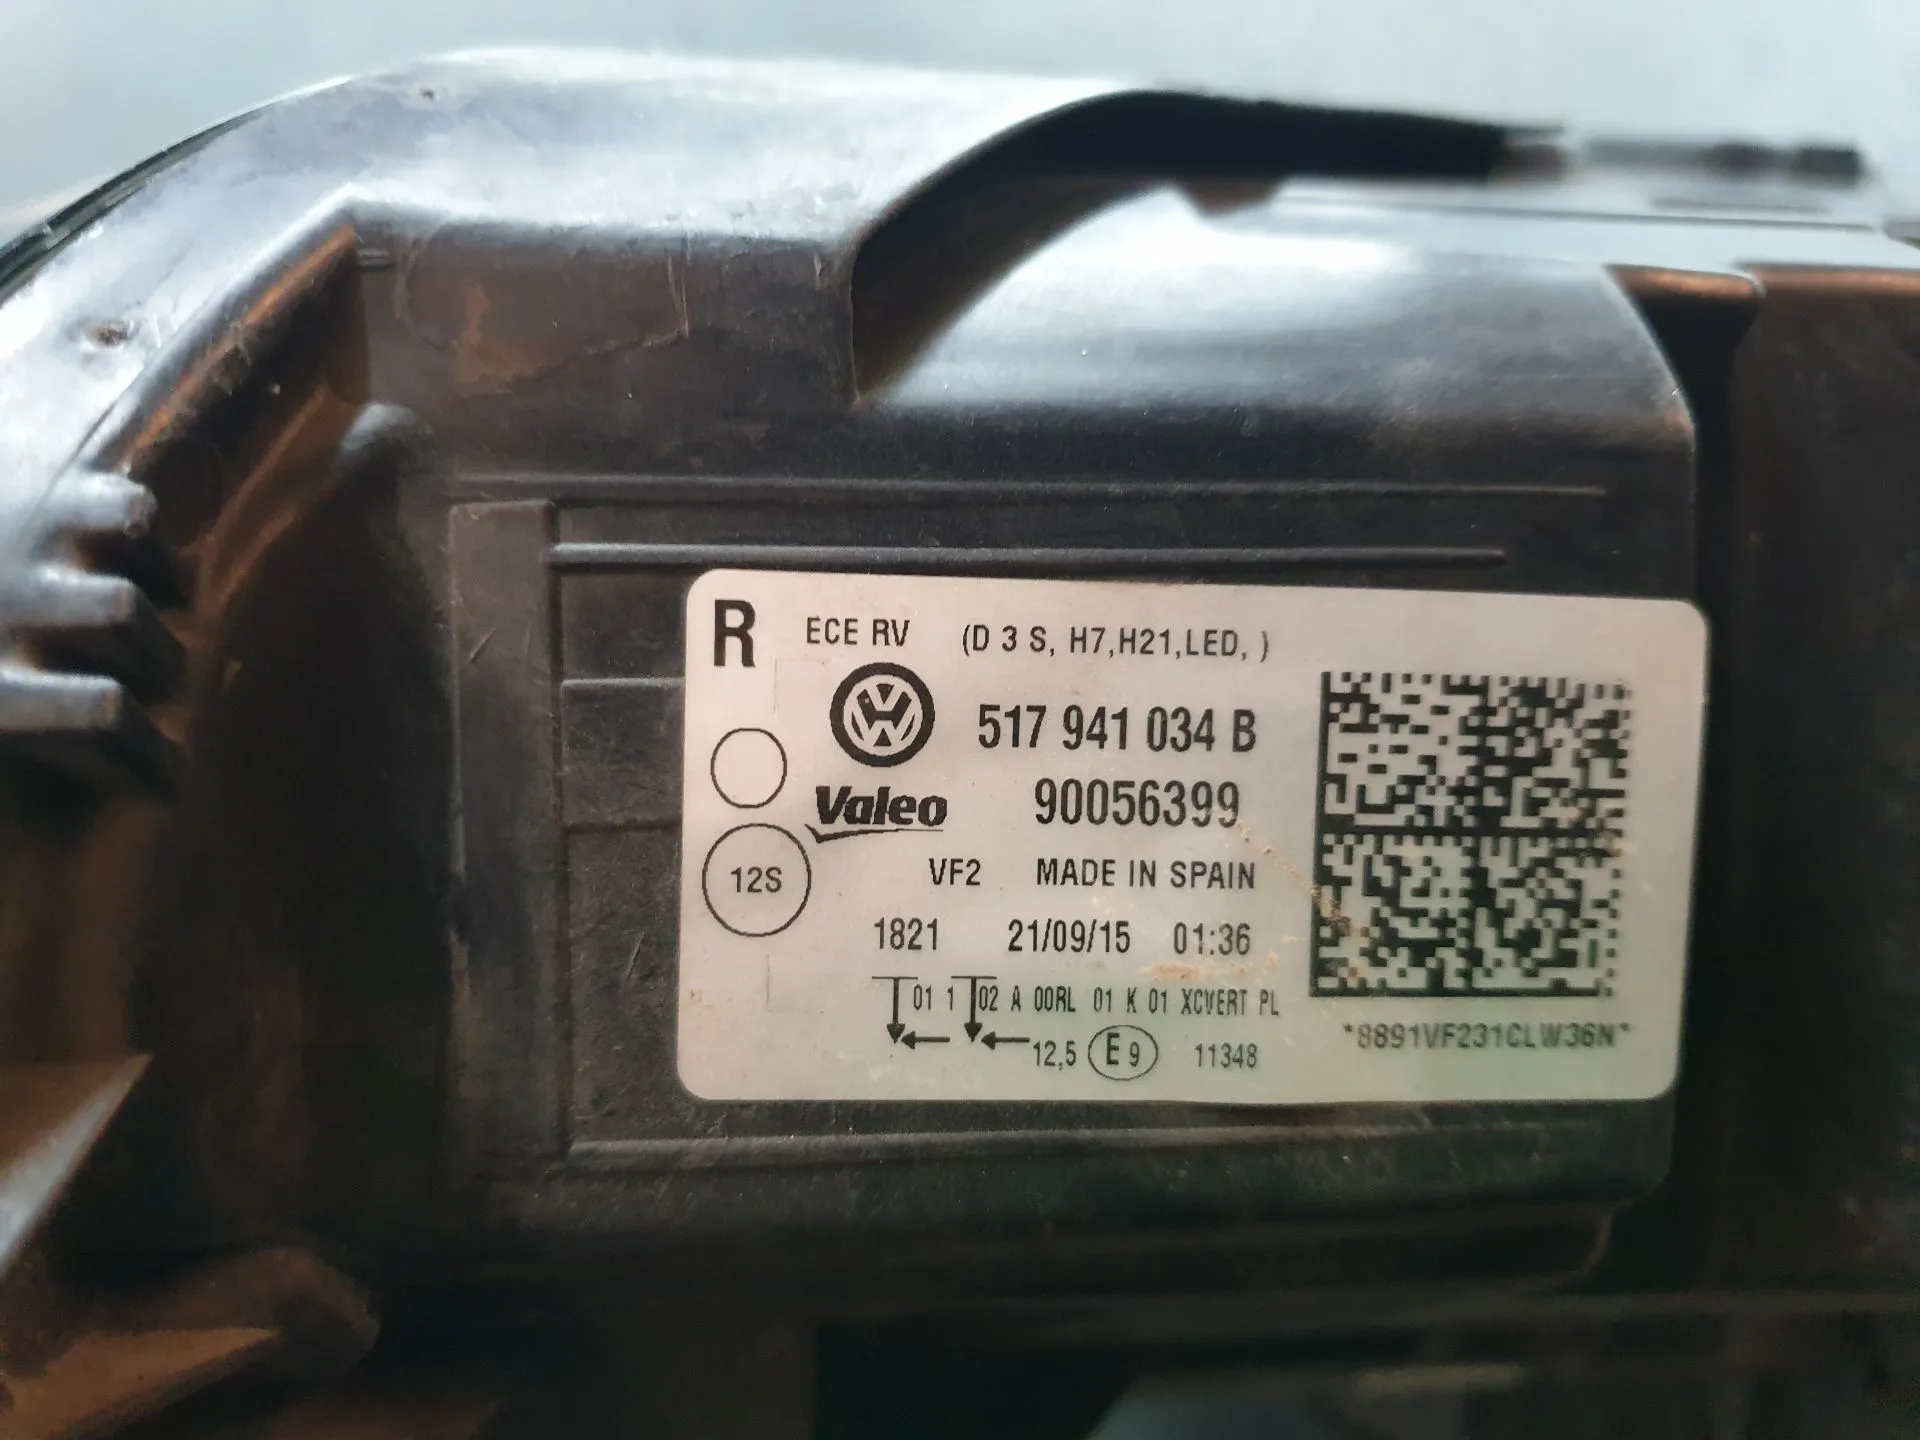 R ECE RV (D 3 S, H7,H21,LED, )
517 941 034 B
Valeo 90056399
12S VF2 MADE IN SPAIN
1821 21/09/15 01:36
01 1 02 A 00RL 01 K 01 XCVERT PL
12,5 E9 11348
*8891VF231CLW36N*